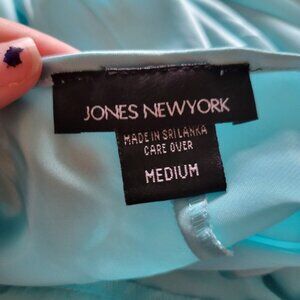 JONES NEWYORK
MADE IN SRI LANKA
CARE OVER
MEDIUM